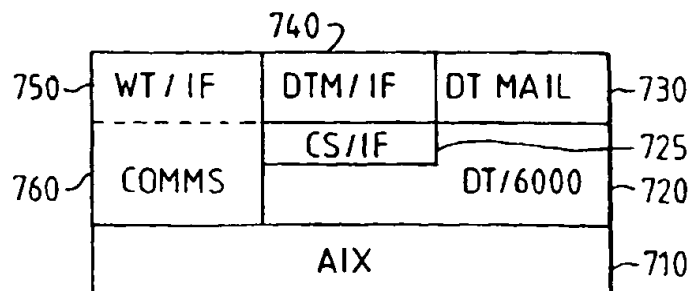 740
750 WT/IF DTM/IF DT MAIL 730
CS/IF 725
760 COMMS DT/6000 720
AIX 710